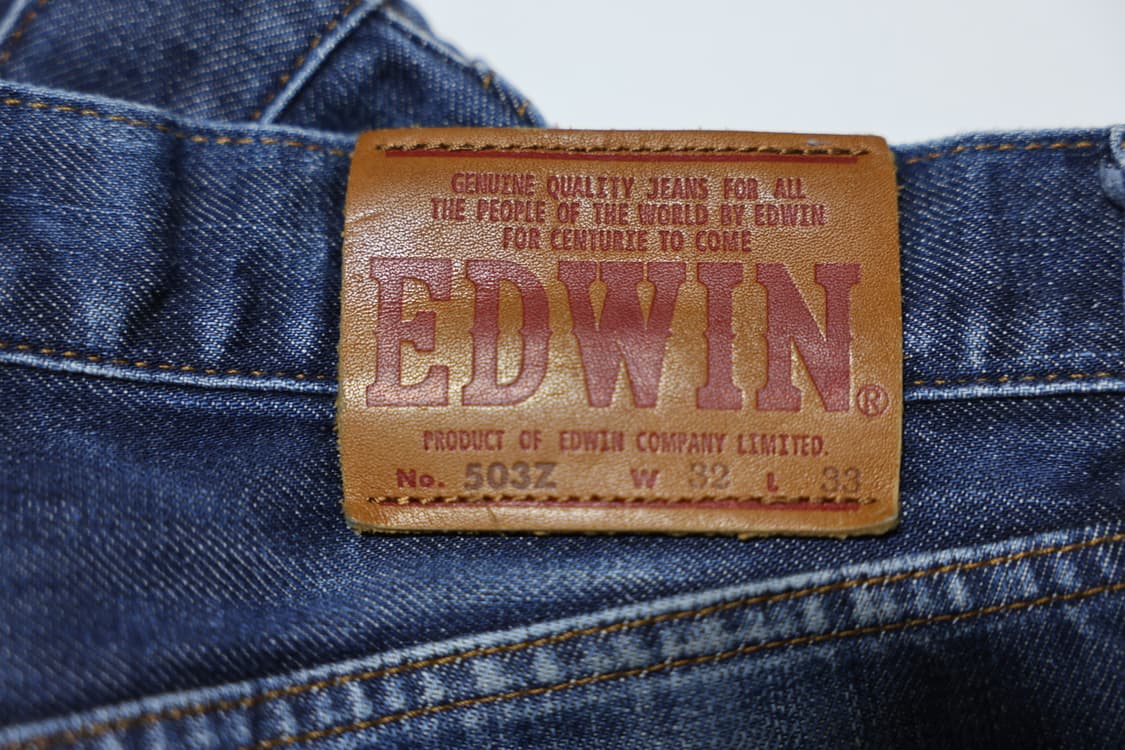 GENUINE QUALITY JEANS FOR ALL
THE PEOPLE OF THE WORLD BY EDWIN
FOR CENTURIE TO COME
EDWIN®
PRODUCT OF EDWIN COMPANY LIMITED.
No. 503Z W 32 L 33